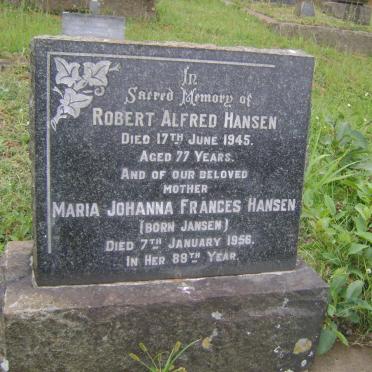 In
Sacred Memory of
ROBERT ALFRED HANSEN
DIED 17TH JUNE 1945.
AGED 77 YEARS.
AND OF OUR BELOVED
MOTHER
MARIA JOHANNA FRANCES HANSEN
(BORN JANSEN)
DIED 7TH JANUARY 1956.
IN HER 88TH YEAR.